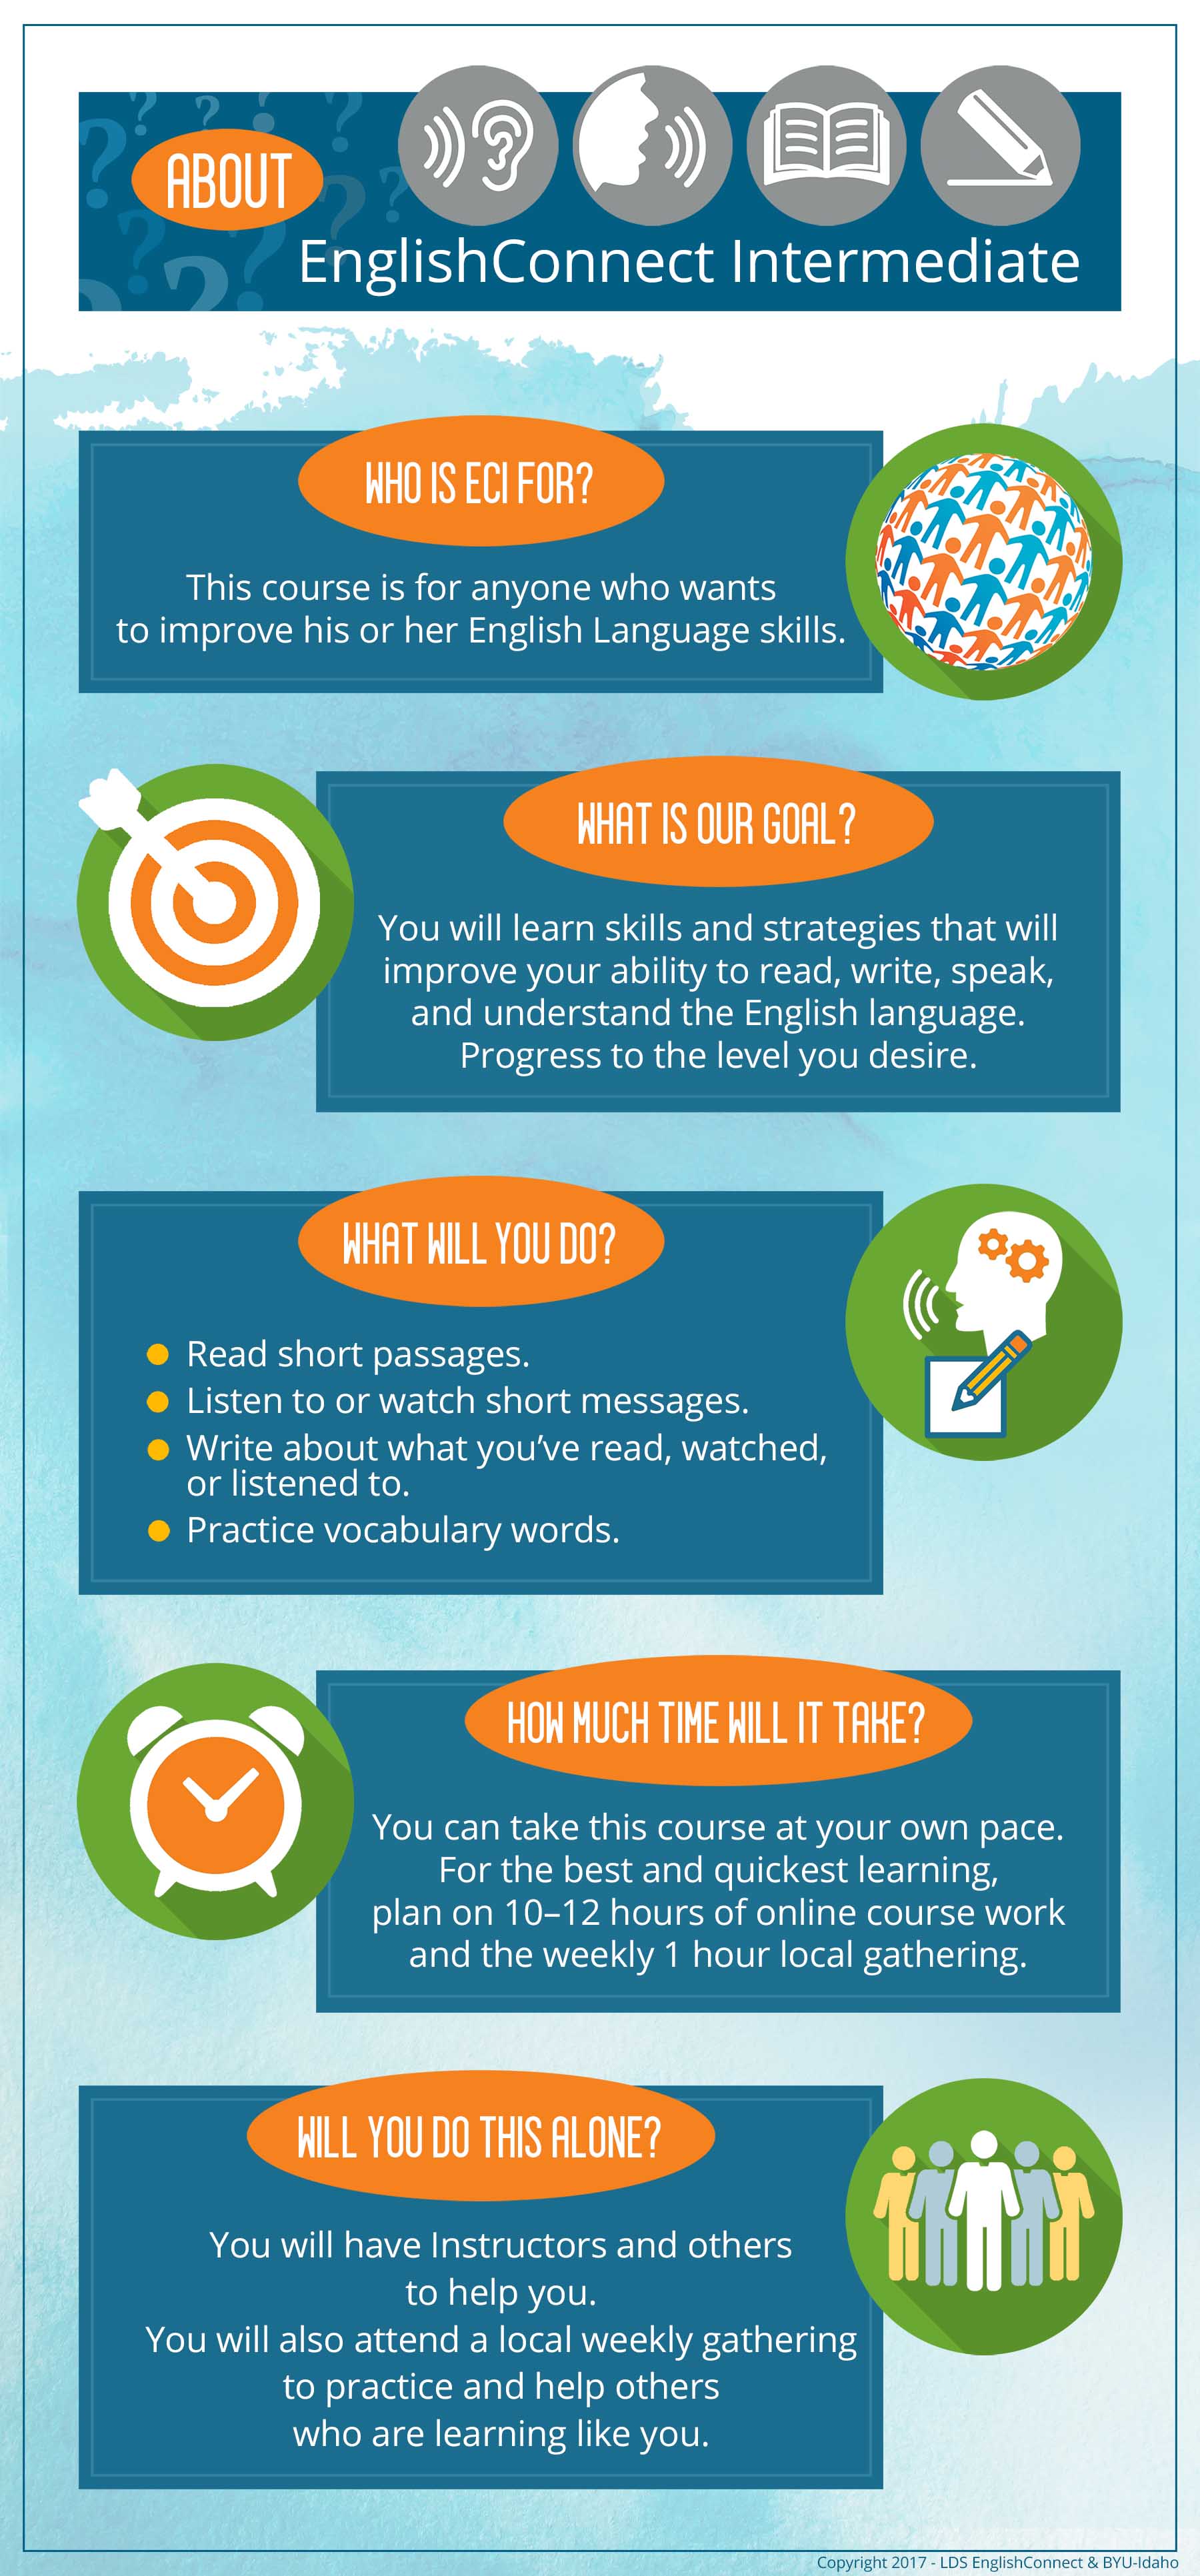 ABOUT
EnglishConnect Intermediate
WHO IS ECI FOR?
This course is for anyone who wants
to improve his or her English Language skills.
WHAT IS OUR GOAL?
You will learn skills and strategies that will
improve your ability to read, write, speak,
and understand the English language.
Progress to the level you desire.
WHAT WILL YOU DO?
Read short passages.
Listen to or watch short messages.
Write about what you’ve read, watched,
or listened to.
Practice vocabulary words.
HOW MUCH TIME WILL IT TAKE?
You can take this course at your own pace.
For the best and quickest learning,
plan on 10–12 hours of online course work
and the weekly 1 hour local gathering.
WILL YOU DO THIS ALONE?
You will have Instructors and others
to help you.
You will also attend a local weekly gathering
to practice and help others
who are learning like you.
Copyright 2017 - LDS EnglishConnect & BYU-Idaho